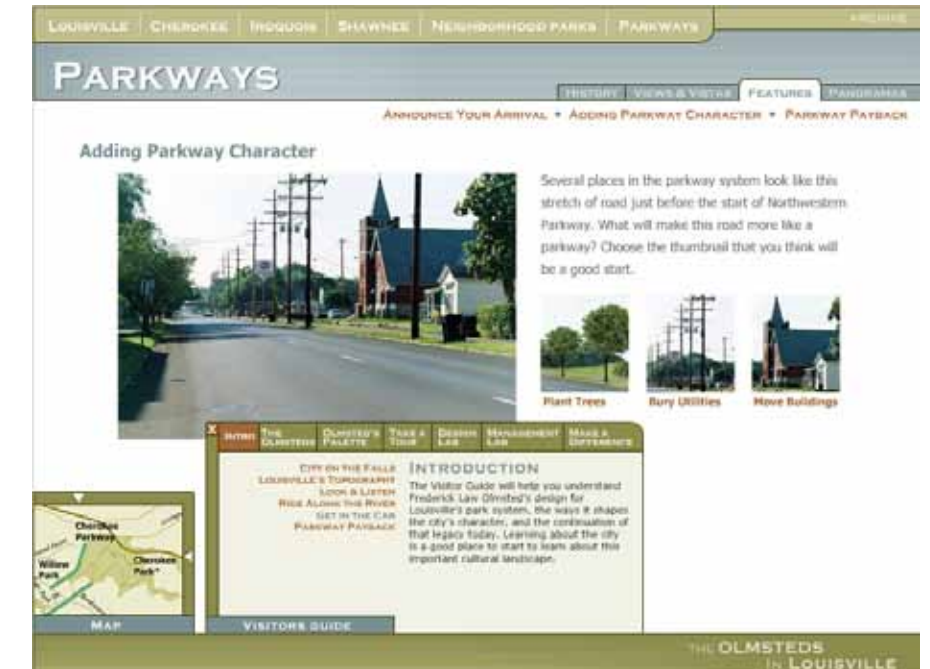 LOUISVILLE CHEROKEE IROQUOIS SHAWNEE NEIGHBORHOOD PARKS PARKWAYS
ARCHIVE
PARKWAYS
HISTORY VIEWS & VISTAS FEATURES PANORAMAS
ANNOUNCE YOUR ARRIVAL • ADDING PARKWAY CHARACTER • PARKWAY PAYBACK
Adding Parkway Character
Several places in the parkway system look like this
stretch of road just before the start of Northwestern
Parkway. What will make this road more like a
parkway? Choose the thumbnail that you think will
be a good start.
Plant Trees Bury Utilities Move Buildings
X INTRO THE OLMSTEDS OLMSTED'S PALETTE TAKE A TOUR DESIGN LAB MANAGEMENT LAB MAKE A DIFFERENCE
CITY ON THE FALLS
LOUISVILLE'S TOPOGRAPHY
LOOK & LISTEN
RIDE ALONG THE RIVER
GET IN THE CAR
PARKWAY PAYBACK
INTRODUCTION
The Visitor Guide will help you understand
Frederick Law Olmsted's design for
Louisville's park system, the ways it shapes
the city's character, and the continuation of
that legacy today. Learning about the city
is a good place to start to learn about this
important cultural landscape.
Cherokee
Parkway
Willow
Park
Cherokee
Park*
MAP
VISITORS GUIDE
THE OLMSTEDS
IN LOUISVILLE